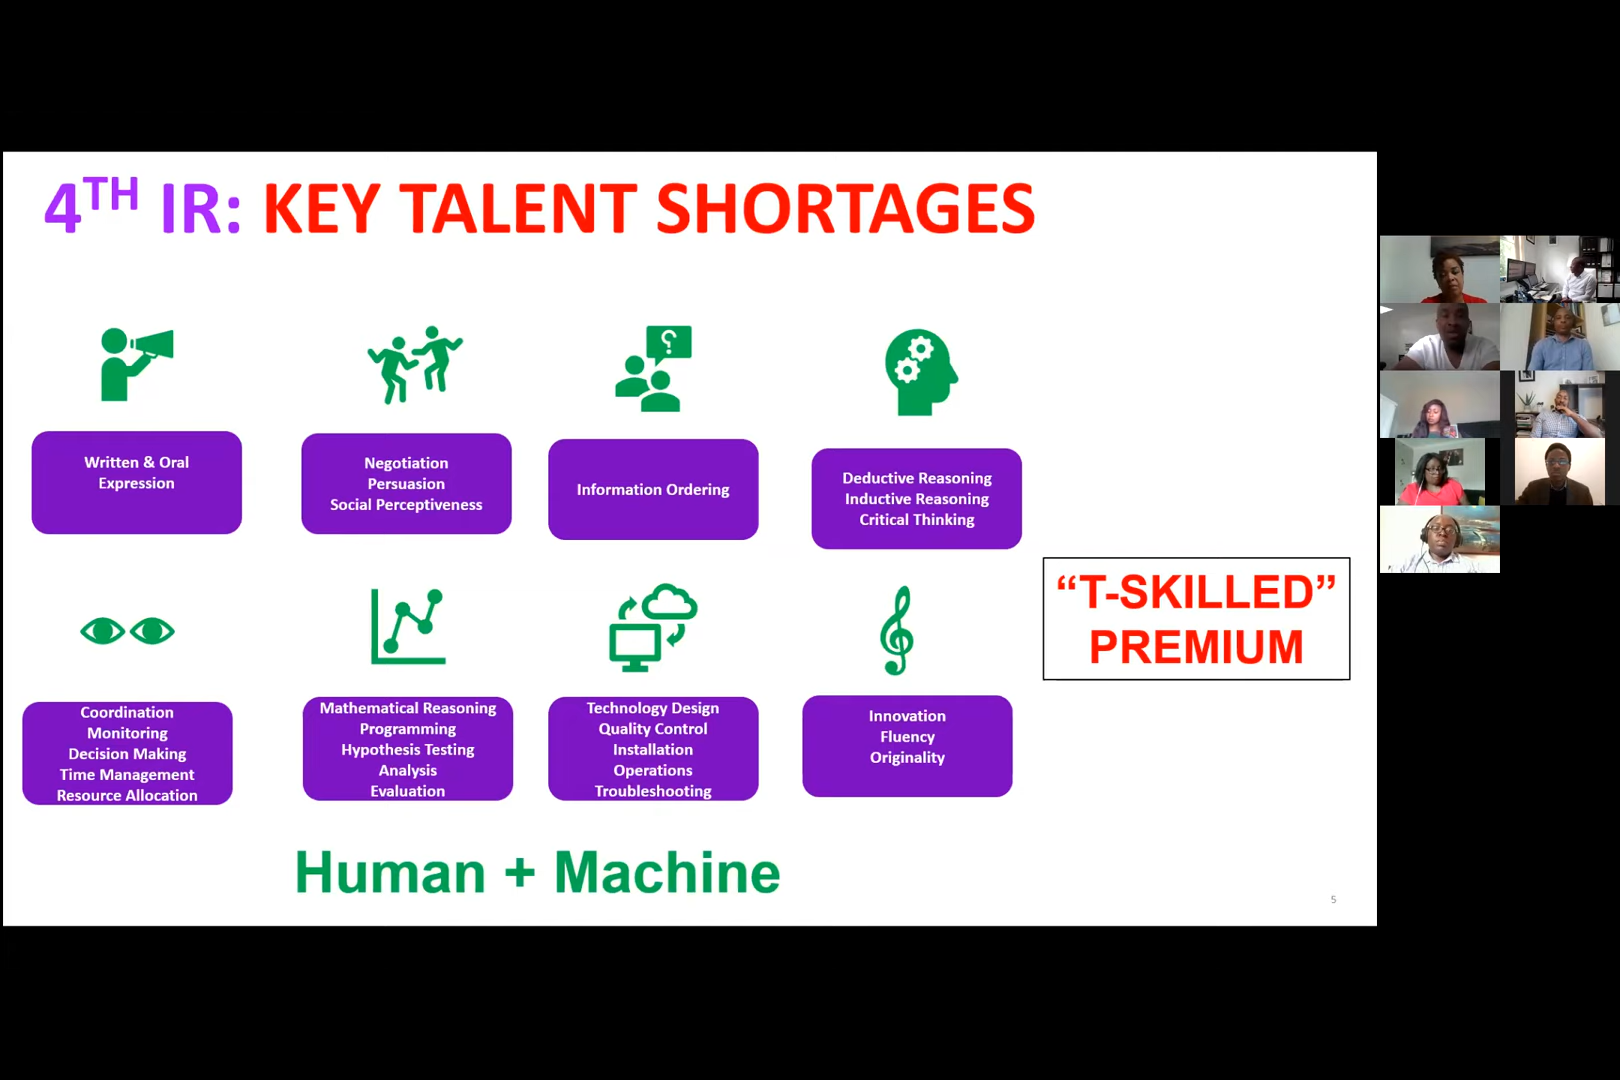 4TH IR: KEY TALENT SHORTAGES
?
Written & Oral
Expression
Negotiation
Persuasion
Social Perceptiveness
Information Ordering
Deductive Reasoning
Inductive Reasoning
Critical Thinking
“T-SKILLED”
PREMIUM
Coordination
Monitoring
Decision Making
Time Management
Resource Allocation
Mathematical Reasoning
Programming
Hypothesis Testing
Analysis
Evaluation
Technology Design
Quality Control
Installation
Operations
Troubleshooting
Innovation
Fluency
Originality
Human + Machine
5